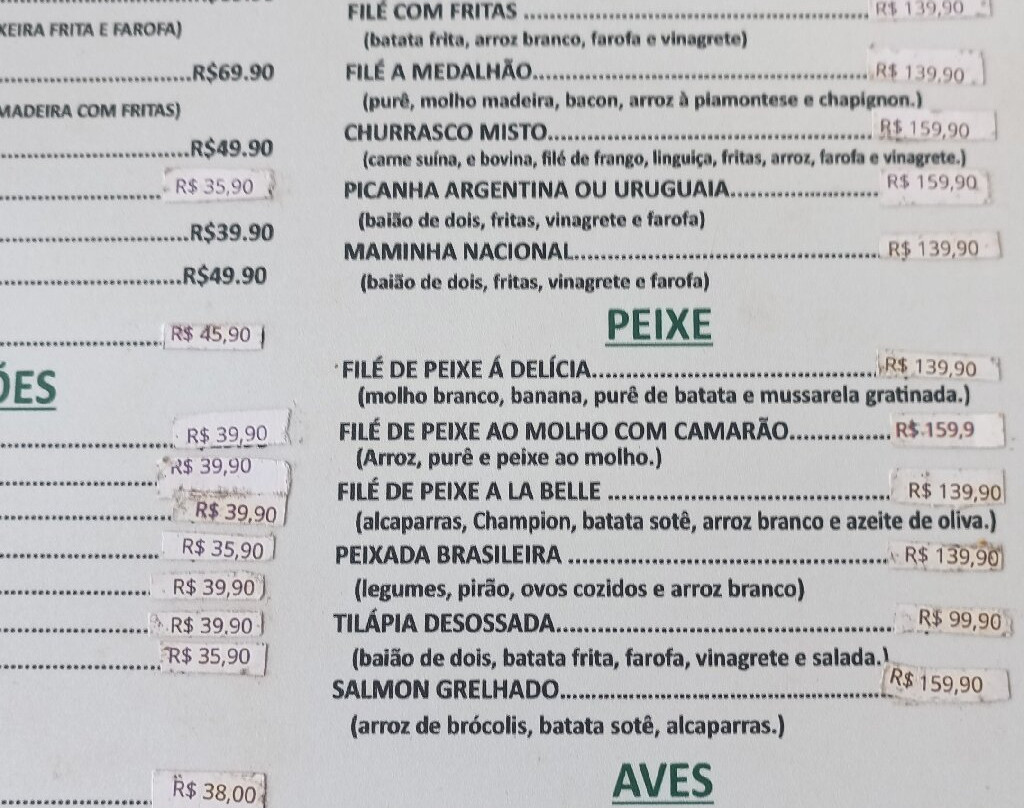 XEIRA FRITA E FAROFA)
R$69.90
MADEIRA COM FRITAS)
R$49.90
R$ 35,90
R$39.90
R$49.90
R$ 45,90
ÕES
R$ 39,90
R$ 39,90
R$ 39,90
R$ 35,90
R$ 39,90
R$ 39,90
R$ 35,90
R$ 38,00
FILÉ COM FRITAS R$ 139,90
(batata frita, arroz branco, farofa e vinagrete)
FILÉ A MEDALHÃO R$ 139,90
(purê, molho madeira, bacon, arroz à piamontese e chapignon.)
CHURRASCO MISTO R$ 159,90
(carne suína, e bovina, filé de frango, linguiça, fritas, arroz, farofa e vinagrete.)
PICANHA ARGENTINA OU URUGUAIA R$ 159,90
(baião de dois, fritas, vinagrete e farofa)
MAMINHA NACIONAL R$ 139,90
(baião de dois, fritas, vinagrete e farofa)
PEIXE
FILÉ DE PEIXE Á DELÍCIA R$ 139,90
(molho branco, banana, purê de batata e mussarela gratinada.)
FILÉ DE PEIXE AO MOLHO COM CAMARÃO R$ 159,9
(Arroz, purê e peixe ao molho.)
FILÉ DE PEIXE A LA BELLE R$ 139,90
(alcaparras, Champion, batata sotê, arroz branco e azeite de oliva.)
PEIXADA BRASILEIRA R$ 139,90
(legumes, pirão, ovos cozidos e arroz branco)
TILÁPIA DESOSSADA R$ 99,90
(baião de dois, batata frita, farofa, vinagrete e salada.)
SALMON GRELHADO R$ 159,90
(arroz de brócolis, batata sotê, alcaparras.)
AVES